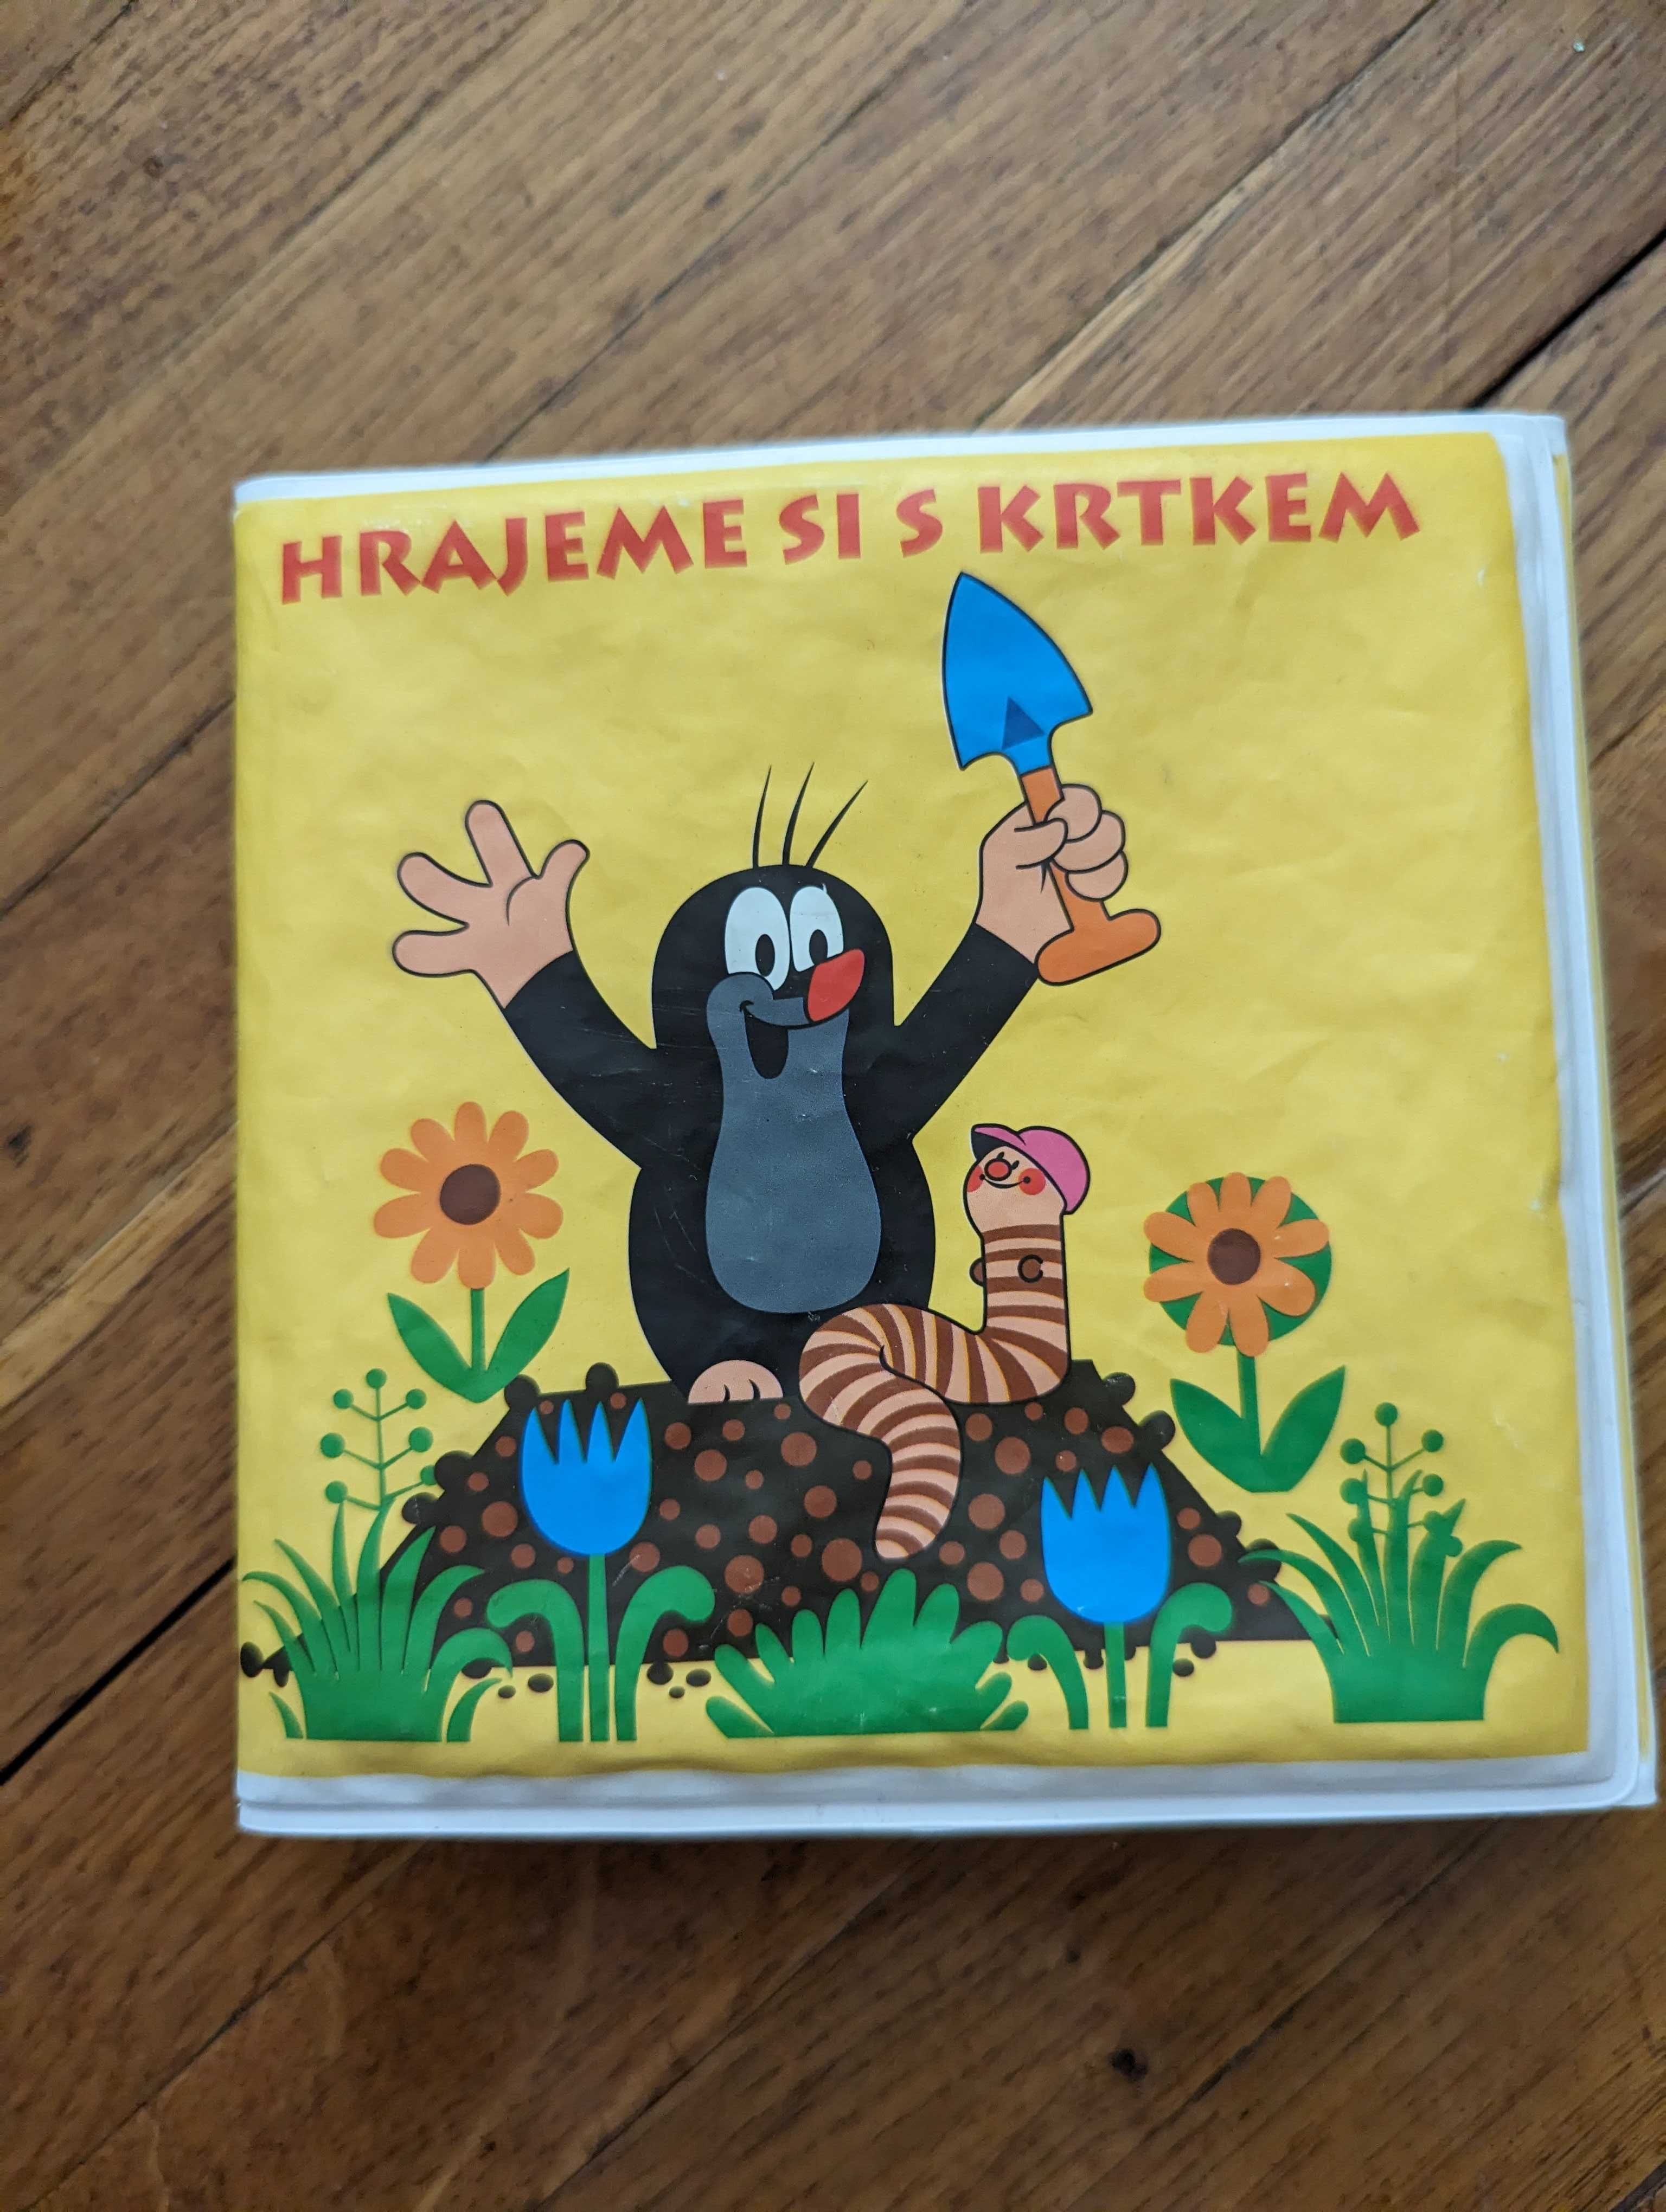 HRAJEME SI S KRTKEM